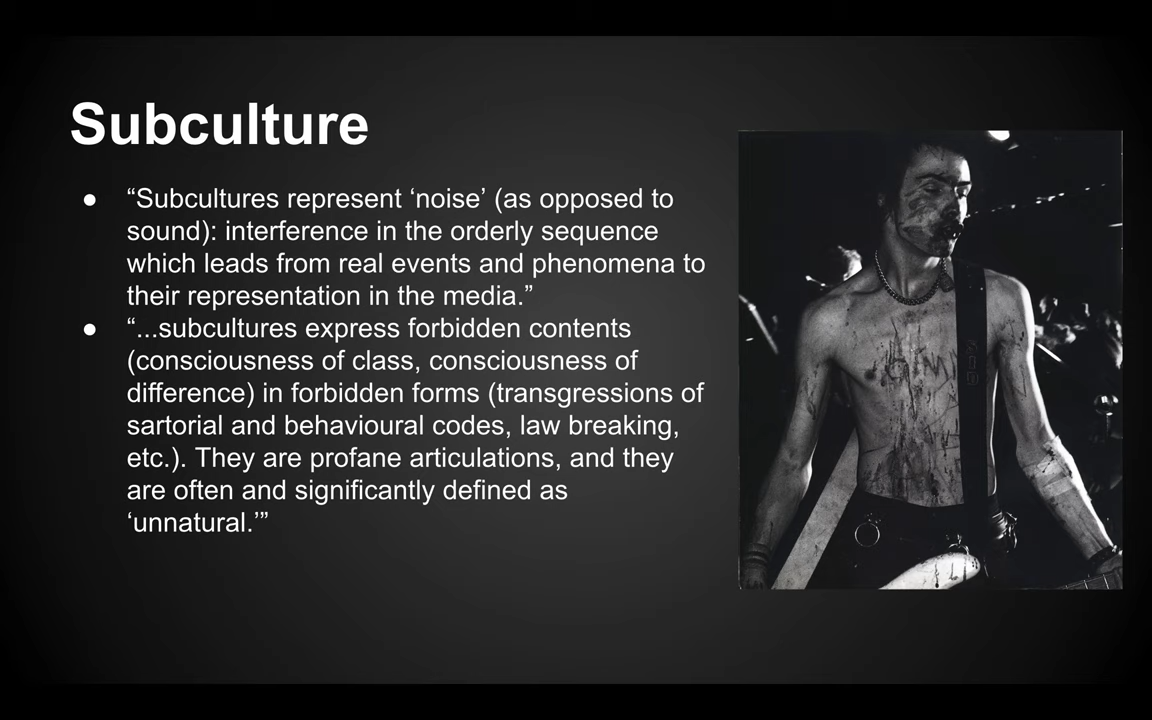 Subculture
● “Subcultures represent ‘noise’ (as opposed to
sound): interference in the orderly sequence
which leads from real events and phenomena to
their representation in the media.”
● “...subcultures express forbidden contents
(consciousness of class, consciousness of
difference) in forbidden forms (transgressions of
sartorial and behavioural codes, law breaking,
etc.). They are profane articulations, and they
are often and significantly defined as
‘unnatural.’”